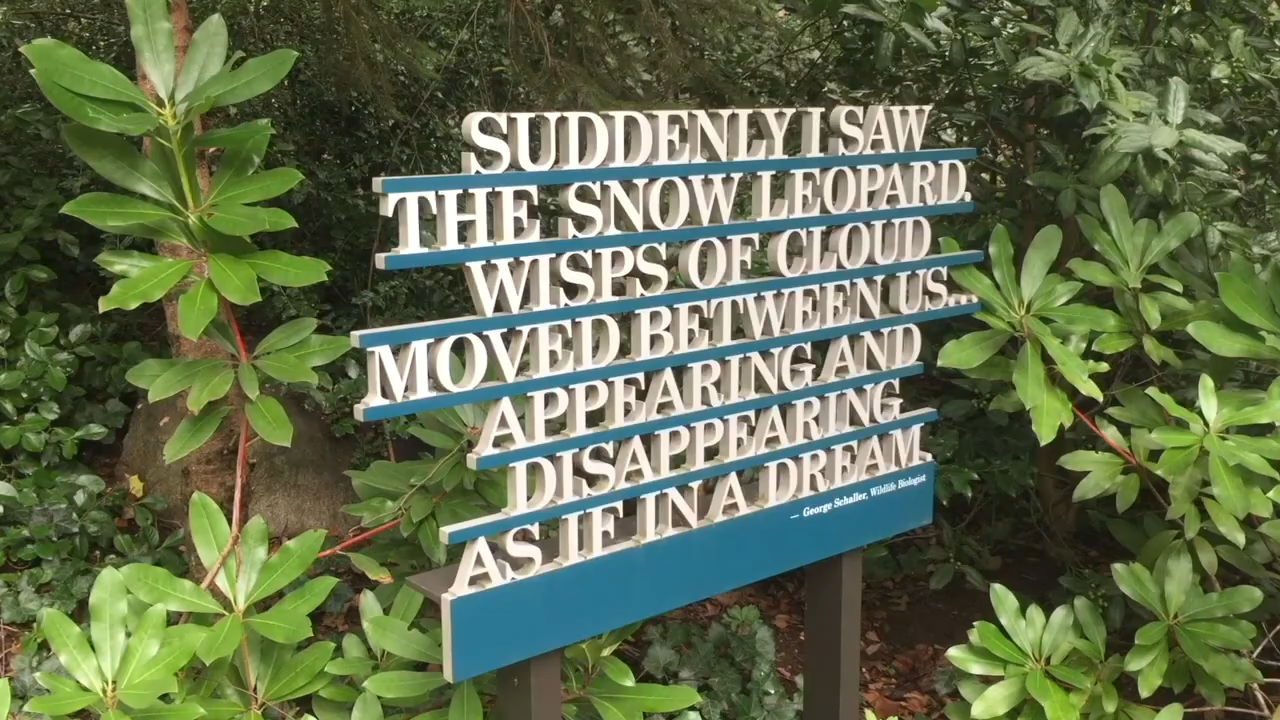 SUDDENLY I SAW
THE SNOW LEOPARD.
WISPS OF CLOUD
MOVED BETWEEN US...
APPEARING AND
DISAPPEARING
AS IF IN A DREAM.
— George Schaller, Wildlife Biologist